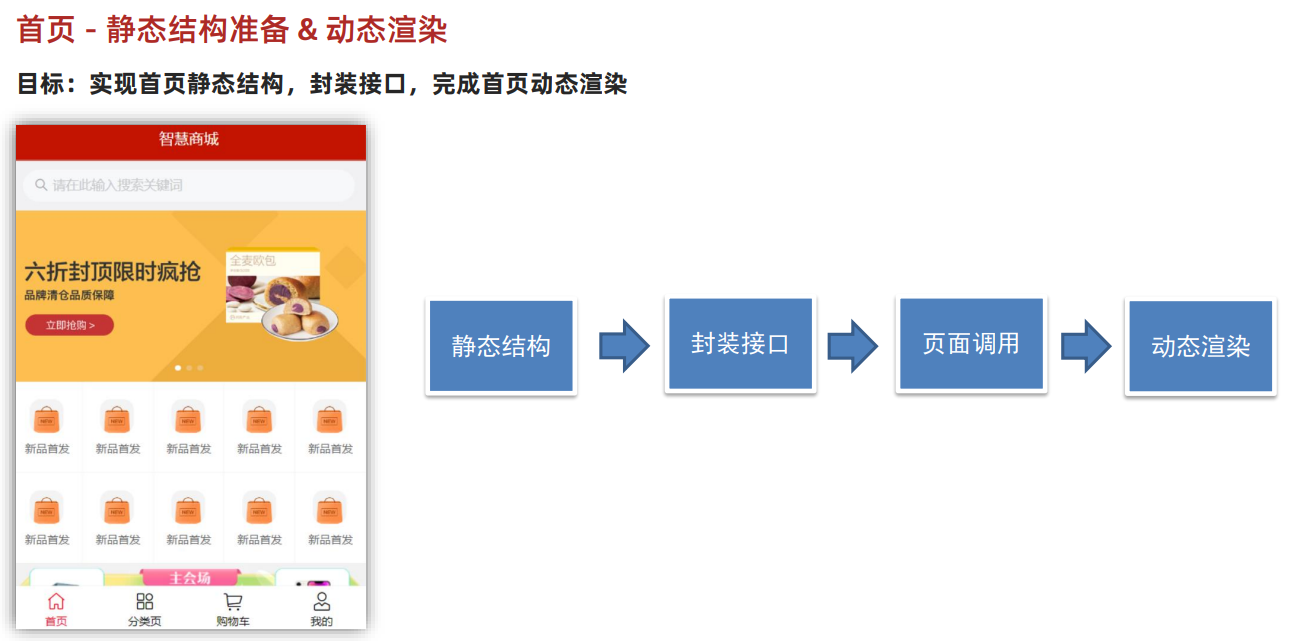 首页 - 静态结构准备 & 动态渲染
目标：实现首页静态结构，封装接口，完成首页动态渲染
智慧商城
请在此输入搜索关键词
全麦欧包
六折封顶限时疯抢
品牌清仓品质保障
立即抢购 >
NEW NEW NEW NEW NEW
新品首发 新品首发 新品首发 新品首发 新品首发
NEW NEW NEW NEW NEW
新品首发 新品首发 新品首发 新品首发 新品首发
主会场
首页 分类页 购物车 我的
静态结构 封装接口 页面调用 动态渲染